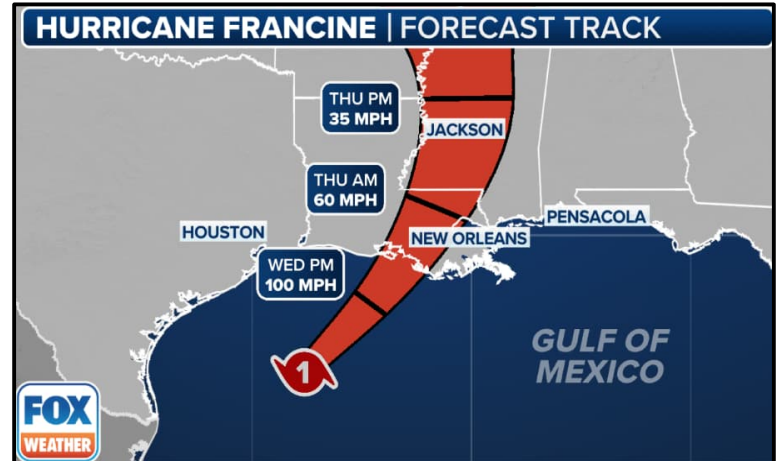 HURRICANE FRANCINE | FORECAST TRACK
THU PM
35 MPH
JACKSON
THU AM
60 MPH
HOUSTON
PENSACOLA
NEW ORLEANS
WED PM
100 MPH
1
GULF OF
MEXICO
FOX
WEATHER